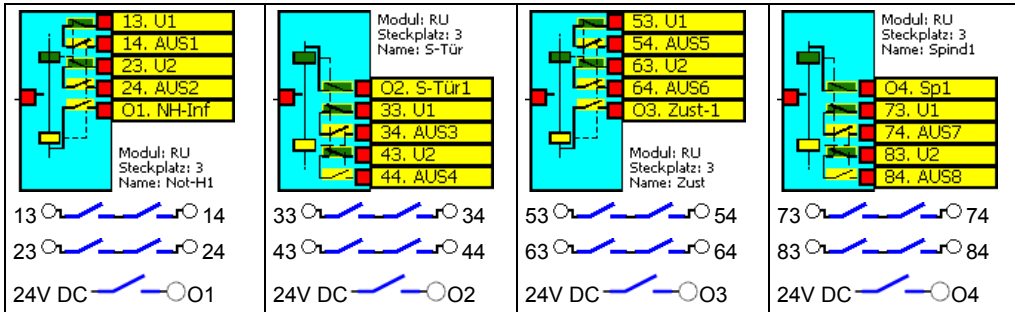 13. U1
14. AUS1
23. U2
24. AUS2
O1. NH-Inf
Modul: RU
Steckplatz: 3
Name: Not-H1
13 14
23 24
24V DC O1
Modul: RU
Steckplatz: 3
Name: S-Tür
O2. S-Tür1
33. U1
34. AUS3
43. U2
44. AUS4
33 34
43 44
24V DC O2
53. U1
54. AUS5
63. U2
64. AUS6
O3. Zust-1
Modul: RU
Steckplatz: 3
Name: Zust
53 54
63 64
24V DC O3
Modul: RU
Steckplatz: 3
Name: Spind1
O4. Sp1
73. U1
74. AUS7
83. U2
84. AUS8
73 74
83 84
24V DC O4